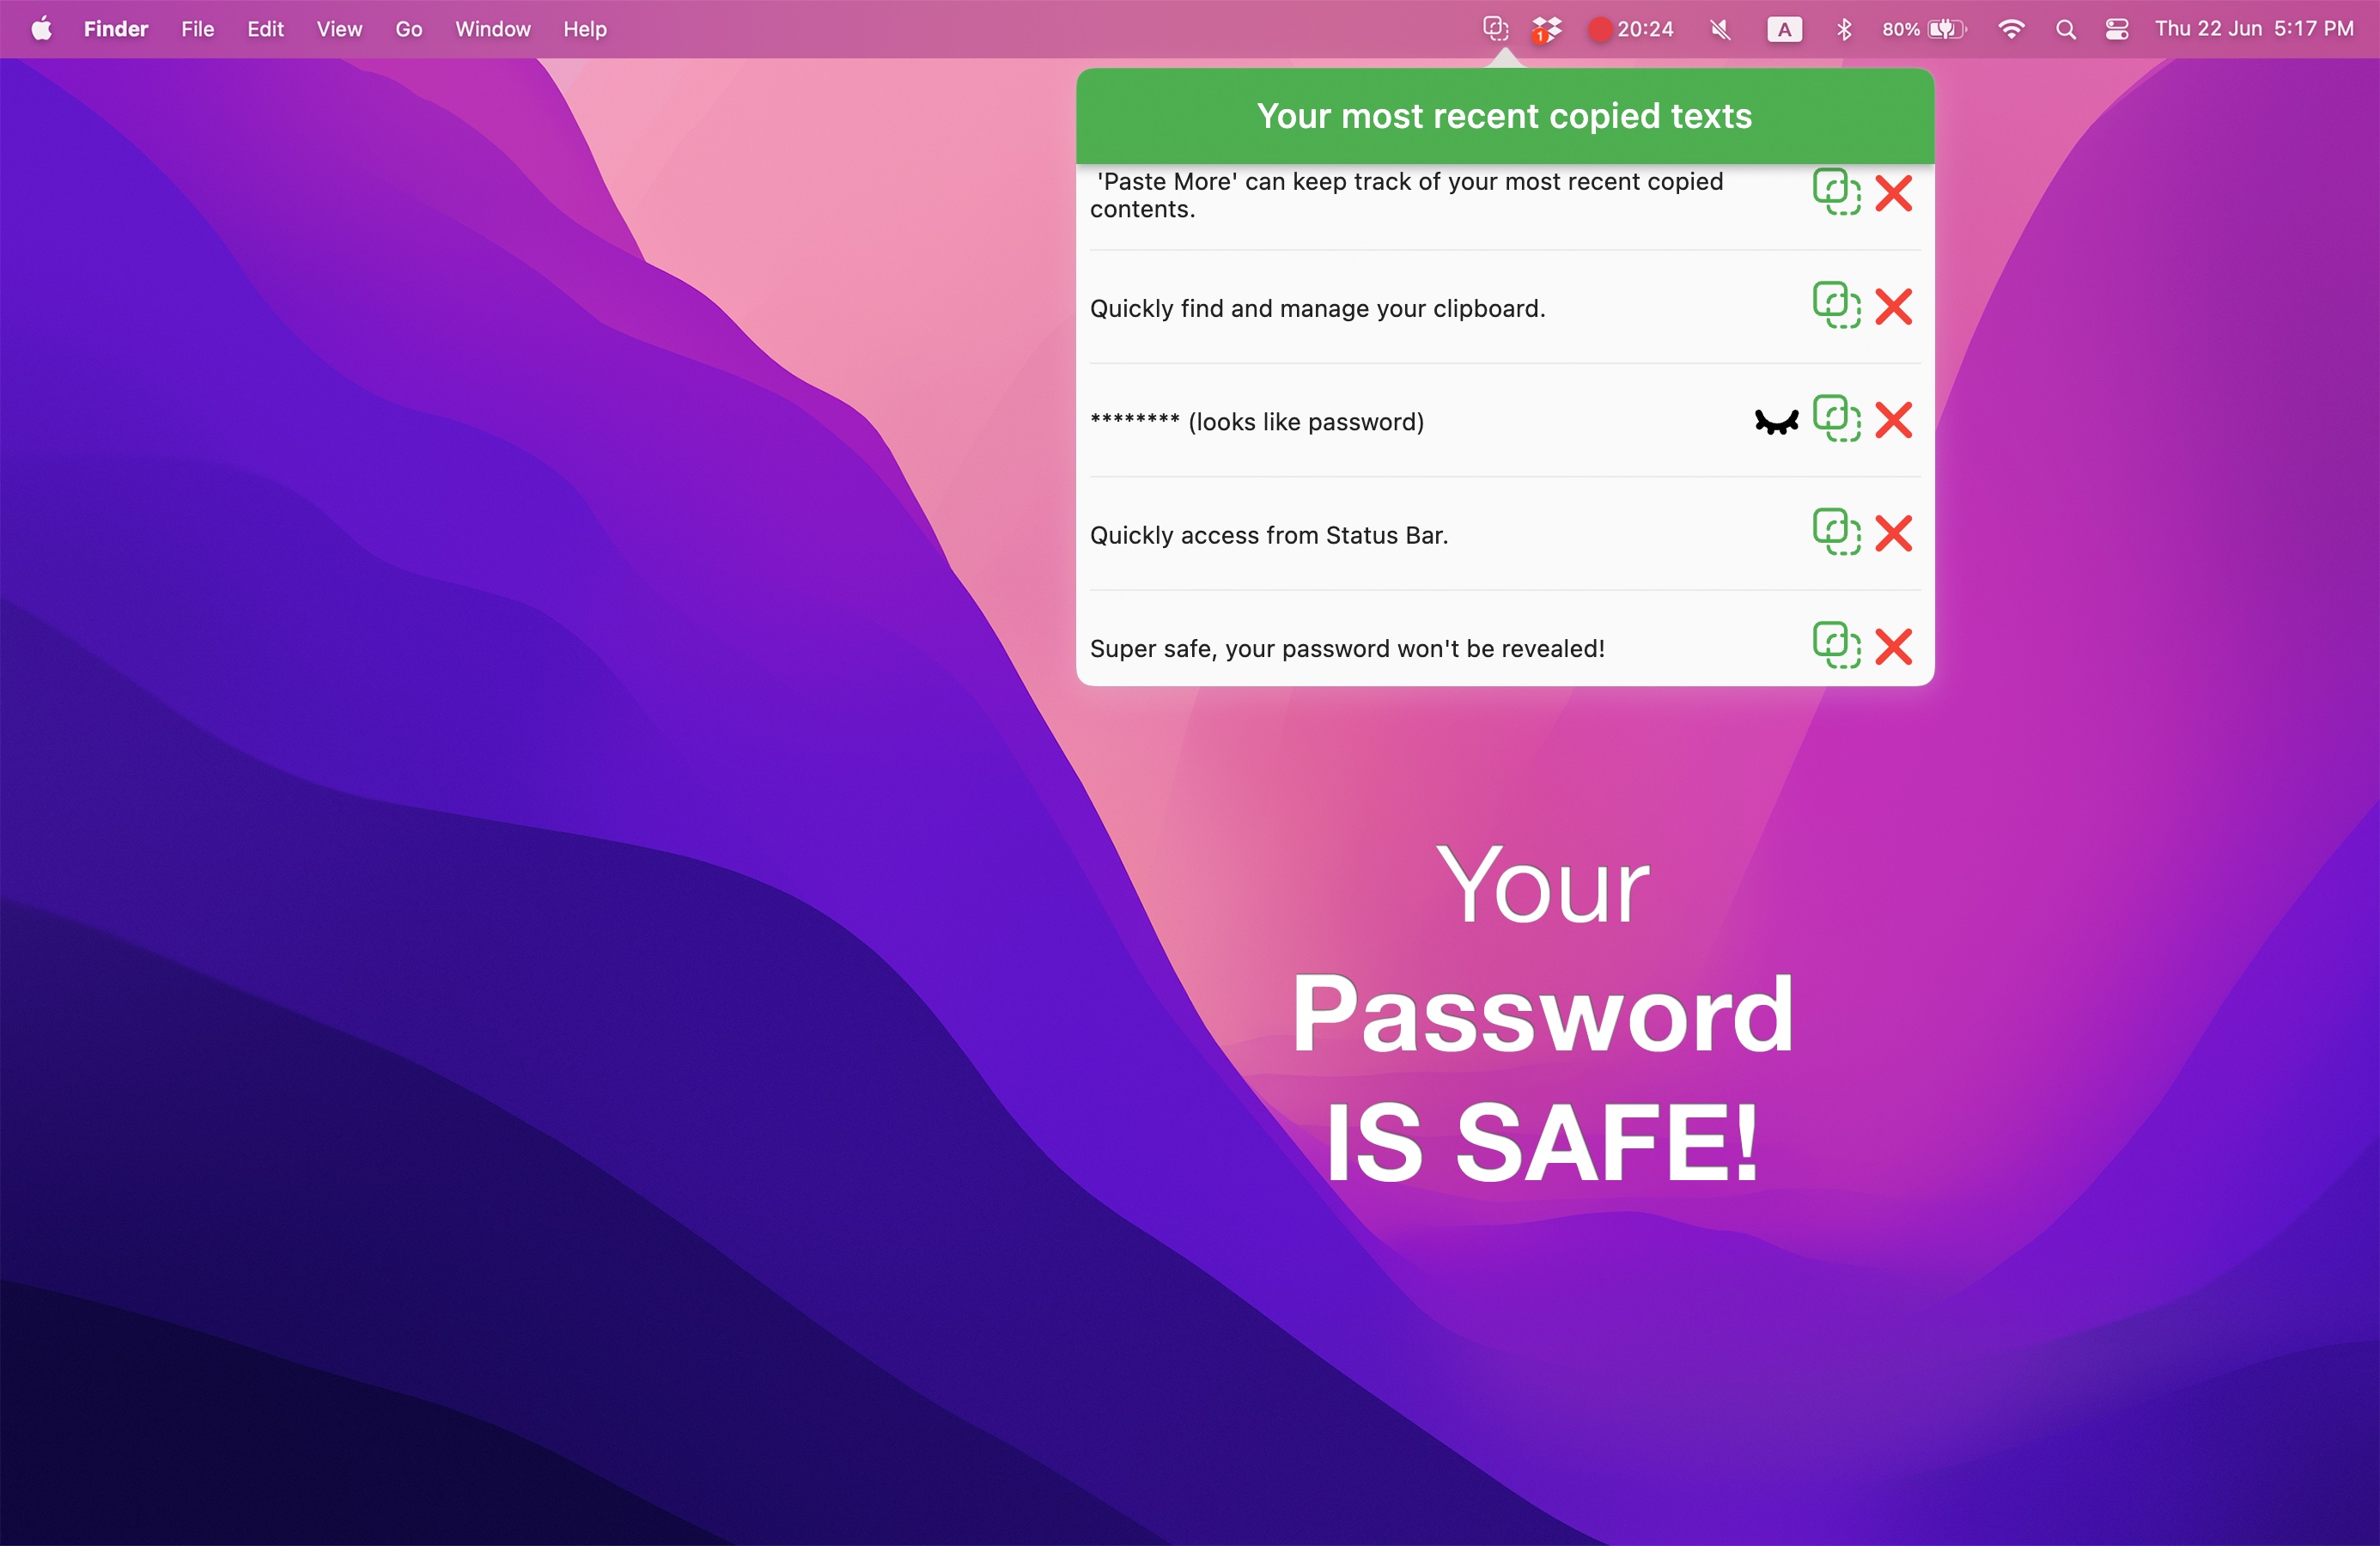 Finder File Edit View Go Window Help 1 20:24 A 80% Thu 22 Jun 5:17 PM
Your most recent copied texts
'Paste More' can keep track of your most recent copied
contents.
Quickly find and manage your clipboard.
******** (looks like password)
Quickly access from Status Bar.
Super safe, your password won't be revealed!
Your
Password
IS SAFE!